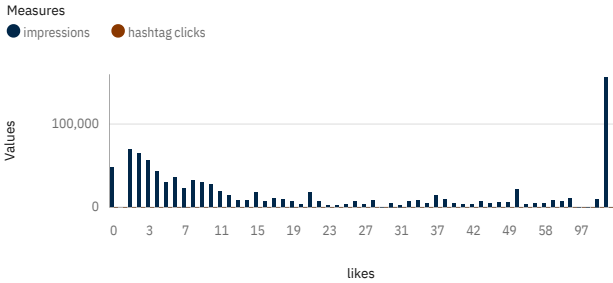 Measures
impressions hashtag clicks
Values
100,000
0
0 3 7 11 15 19 23 27 31 37 42 49 58 97
likes